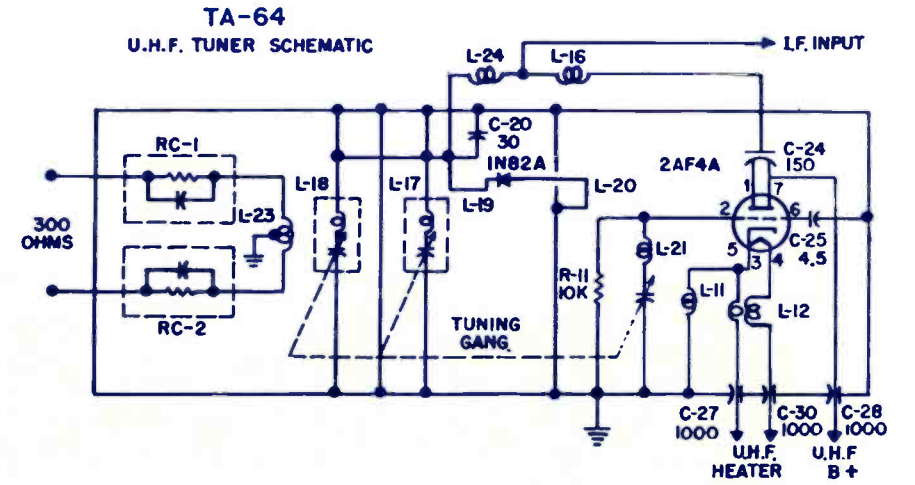 TA-64
U.H.F. TUNER SCHEMATIC
I.F. INPUT
L-24
L-16
RC-1
C-20
30
1N82A
2AF4A
C-24
150
L-18
L-17
L-19
L-20
1
7
300
OHMS
L-23
2
6
C-25
4.5
L-21
5
3
4
R-11
10K
L-11
L-12
RC-2
TUNING
GANG
C-27
1000
C-30
1000
C-28
1000
U.H.F.
HEATER
U.H.F
B+